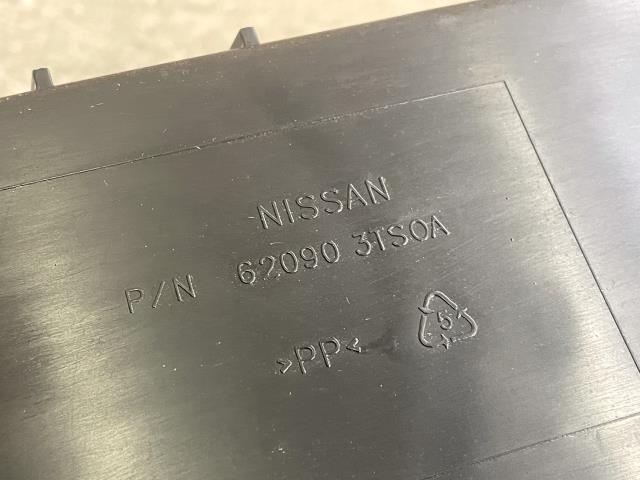 NISSAN
P/N 62090 3TS0A
>PP<
5